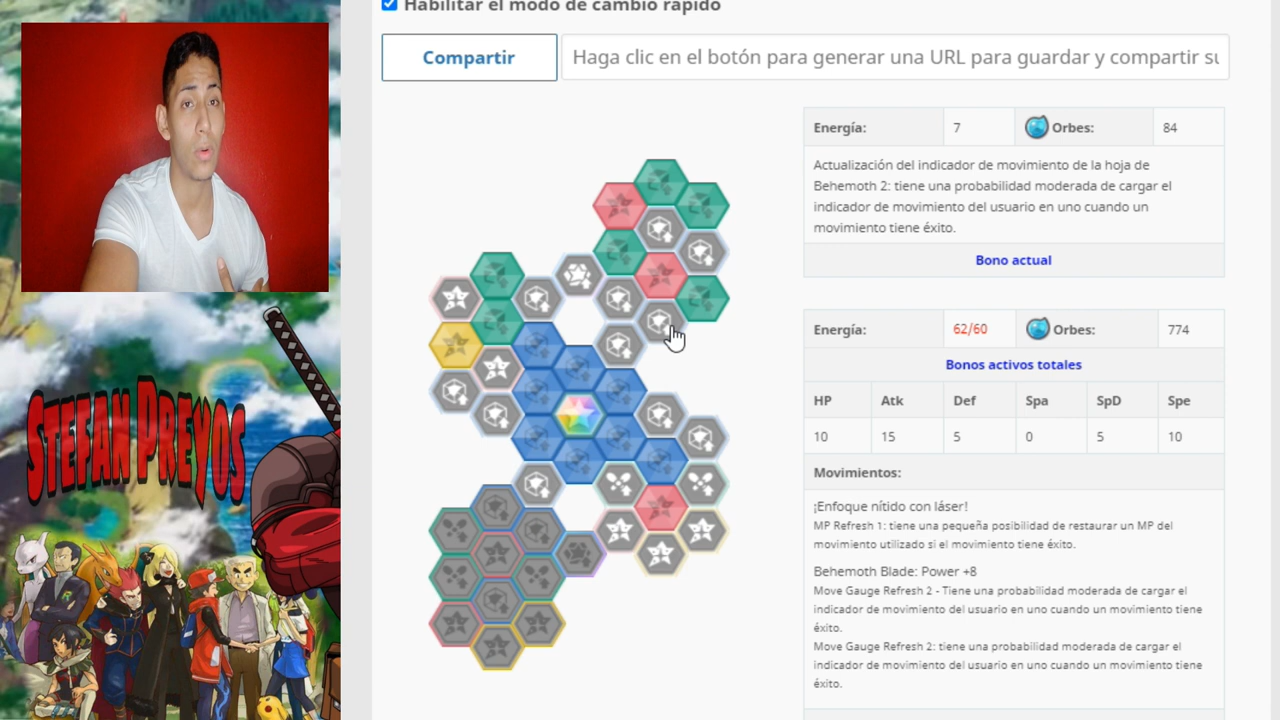 Habilitar el modo de cambio rápido
Compartir
Haga clic en el botón para generar una URL para guardar y compartir su
Energía: 7 Orbes: 84
Actualización del indicador de movimiento de la hoja de
Behemoth 2: tiene una probabilidad moderada de cargar el
indicador de movimiento del usuario en uno cuando un
movimiento tiene éxito.
Bono actual
Energía: 62/60 Orbes: 774
Bonos activos totales
HP Atk Def Spa SpD Spe
10 15 5 0 5 10
Movimientos:
¡Enfoque nítido con láser!
MP Refresh 1: tiene una pequeña posibilidad de restaurar un MP del
movimiento utilizado si el movimiento tiene éxito.
Behemoth Blade: Power +8
Move Gauge Refresh 2 - Tiene una probabilidad moderada de cargar el
indicador de movimiento del usuario en uno cuando un movimiento tiene
éxito.
Move Gauge Refresh 2: tiene una probabilidad moderada de cargar el
indicador de movimiento del usuario en uno cuando un movimiento tiene
éxito.
STEFAN PREYOS